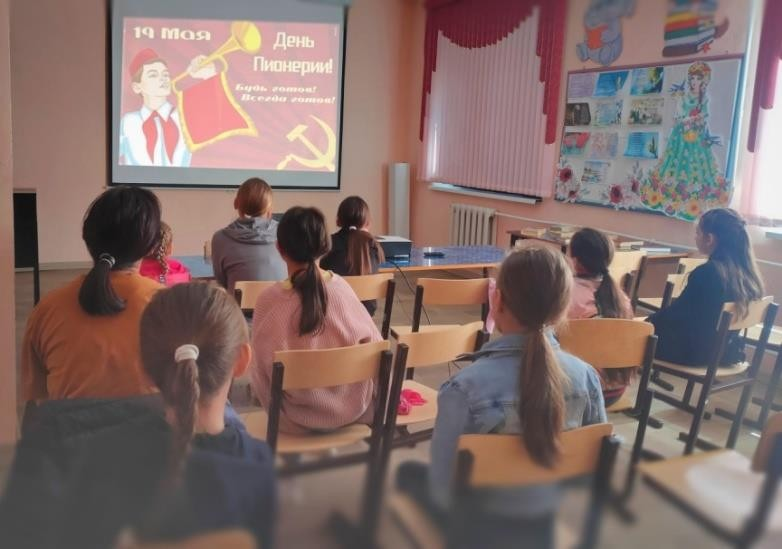 19 Мая
День
Пионерии!
Будь готов!
Всегда готов!